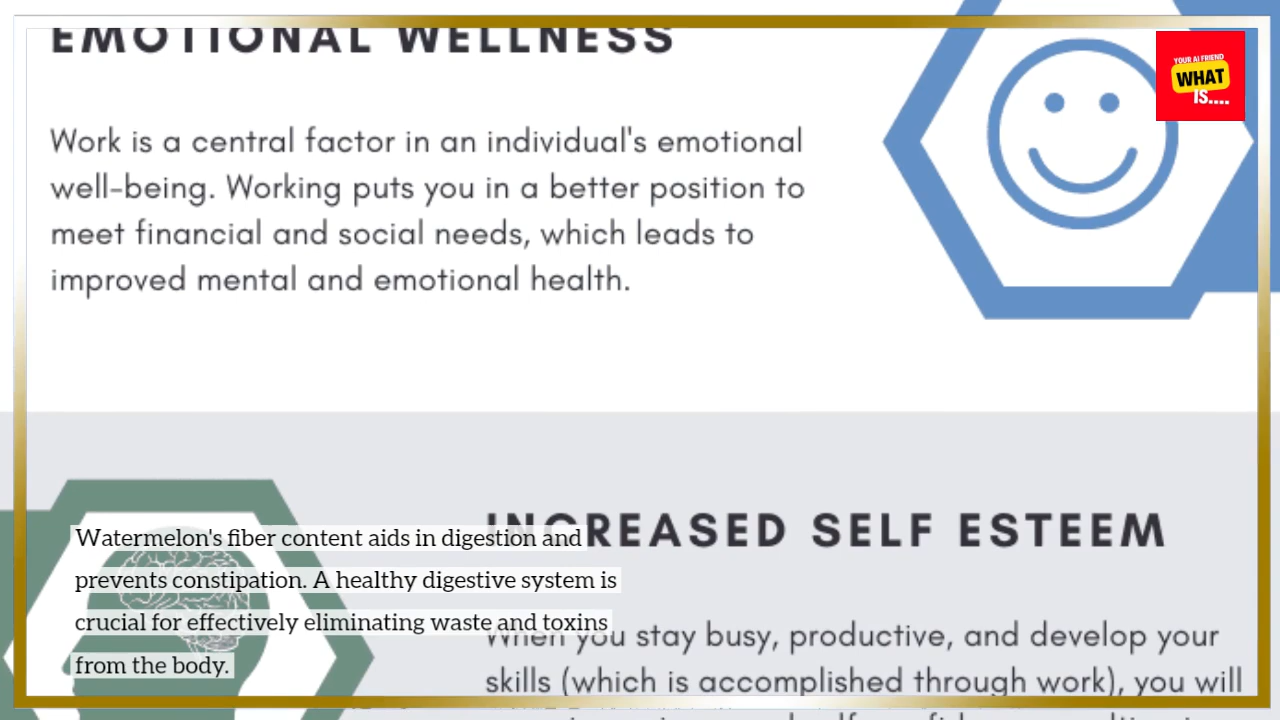 EMOTIONAL WELLNESS
YOUR AI FRIEND
WHAT
IS....
Work is a central factor in an individual's emotional
well-being. Working puts you in a better position to
meet financial and social needs, which leads to
improved mental and emotional health.
INCREASED SELF ESTEEM
When you stay busy, productive, and develop your
skills (which is accomplished through work), you will
Watermelon's fiber content aids in digestion and
prevents constipation. A healthy digestive system is
crucial for effectively eliminating waste and toxins
from the body.